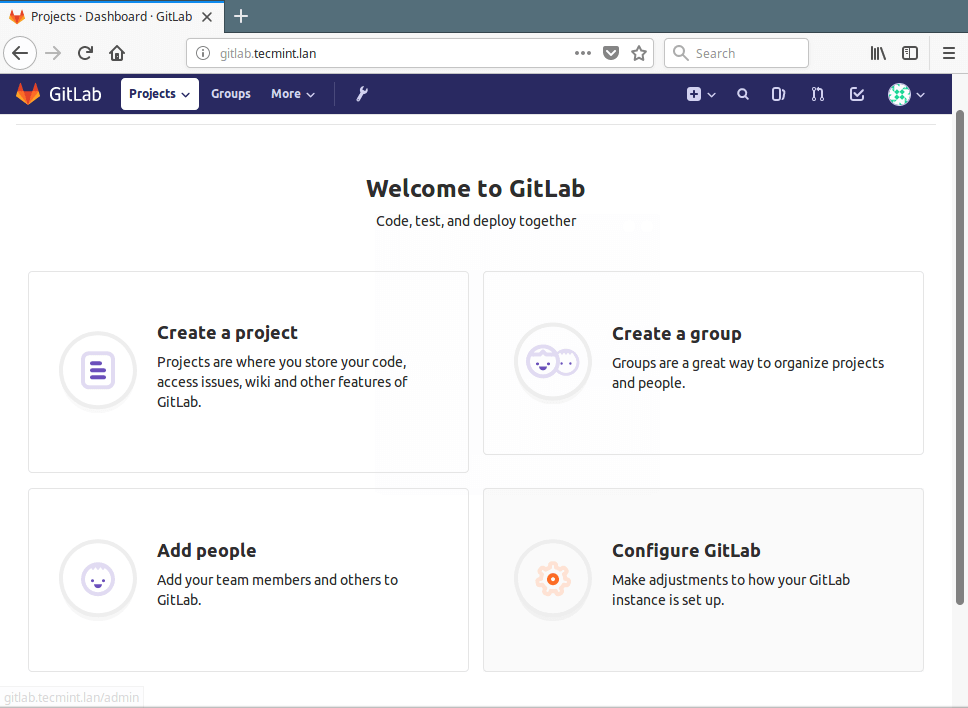 Projects · Dashboard · GitLab
gitlab.tecmint.lan
Search
GitLab Projects Groups More
Welcome to GitLab
Code, test, and deploy together
Create a project
Projects are where you store your code,
access issues, wiki and other features of
GitLab.
Create a group
Groups are a great way to organize projects
and people.
Add people
Add your team members and others to
GitLab.
Configure GitLab
Make adjustments to how your GitLab
instance is set up.
gitlab.tecmint.lan/admin